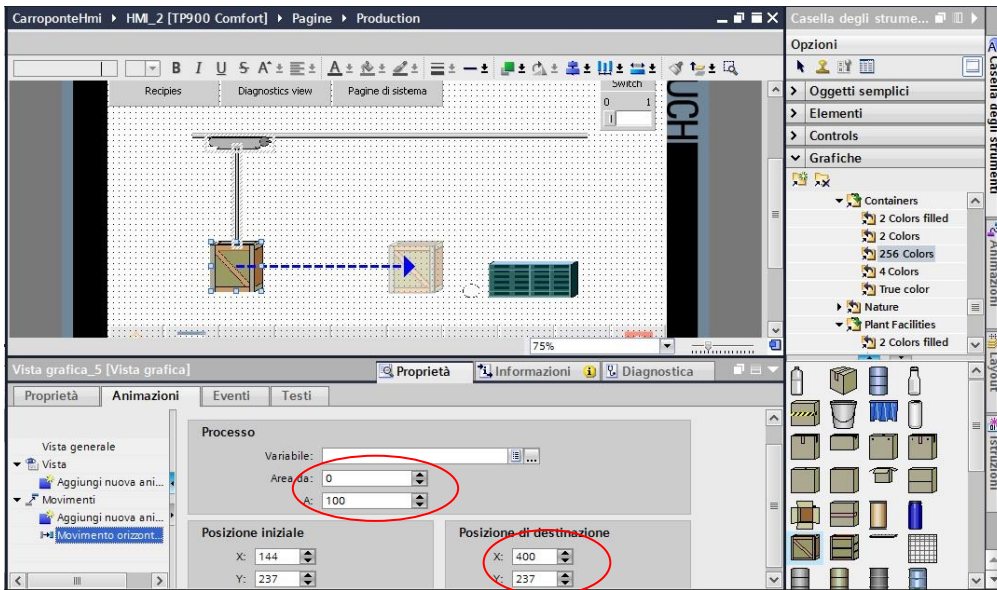 CarroponteHmi ▸ HMI_2 [TP900 Comfort] ▸ Pagine ▸ Production
Casella degli strume...
Opzioni
B I U S A
Recipies
Diagnostics view
Pagine di sistema
Switch
0 1
UCH
75%
Oggetti semplici
Elementi
Controls
Grafiche
Containers
2 Colors filled
2 Colors
256 Colors
4 Colors
True color
Nature
Plant Facilities
2 Colors filled
Casella degli strumenti
Animazioni
Layout
Istruzioni
Vista grafica_5 [Vista grafica]
Proprietà
Informazioni
Diagnostica
Proprietà
Animazioni
Eventi
Testi
Vista generale
Vista
Aggiungi nuova ani...
Movimenti
Aggiungi nuova ani...
Movimento orizzont...
Processo
Variabile:
Area da: 0
A: 100
Posizione iniziale
X: 144
Y: 237
Posizione di destinazione
X: 400
Y: 237